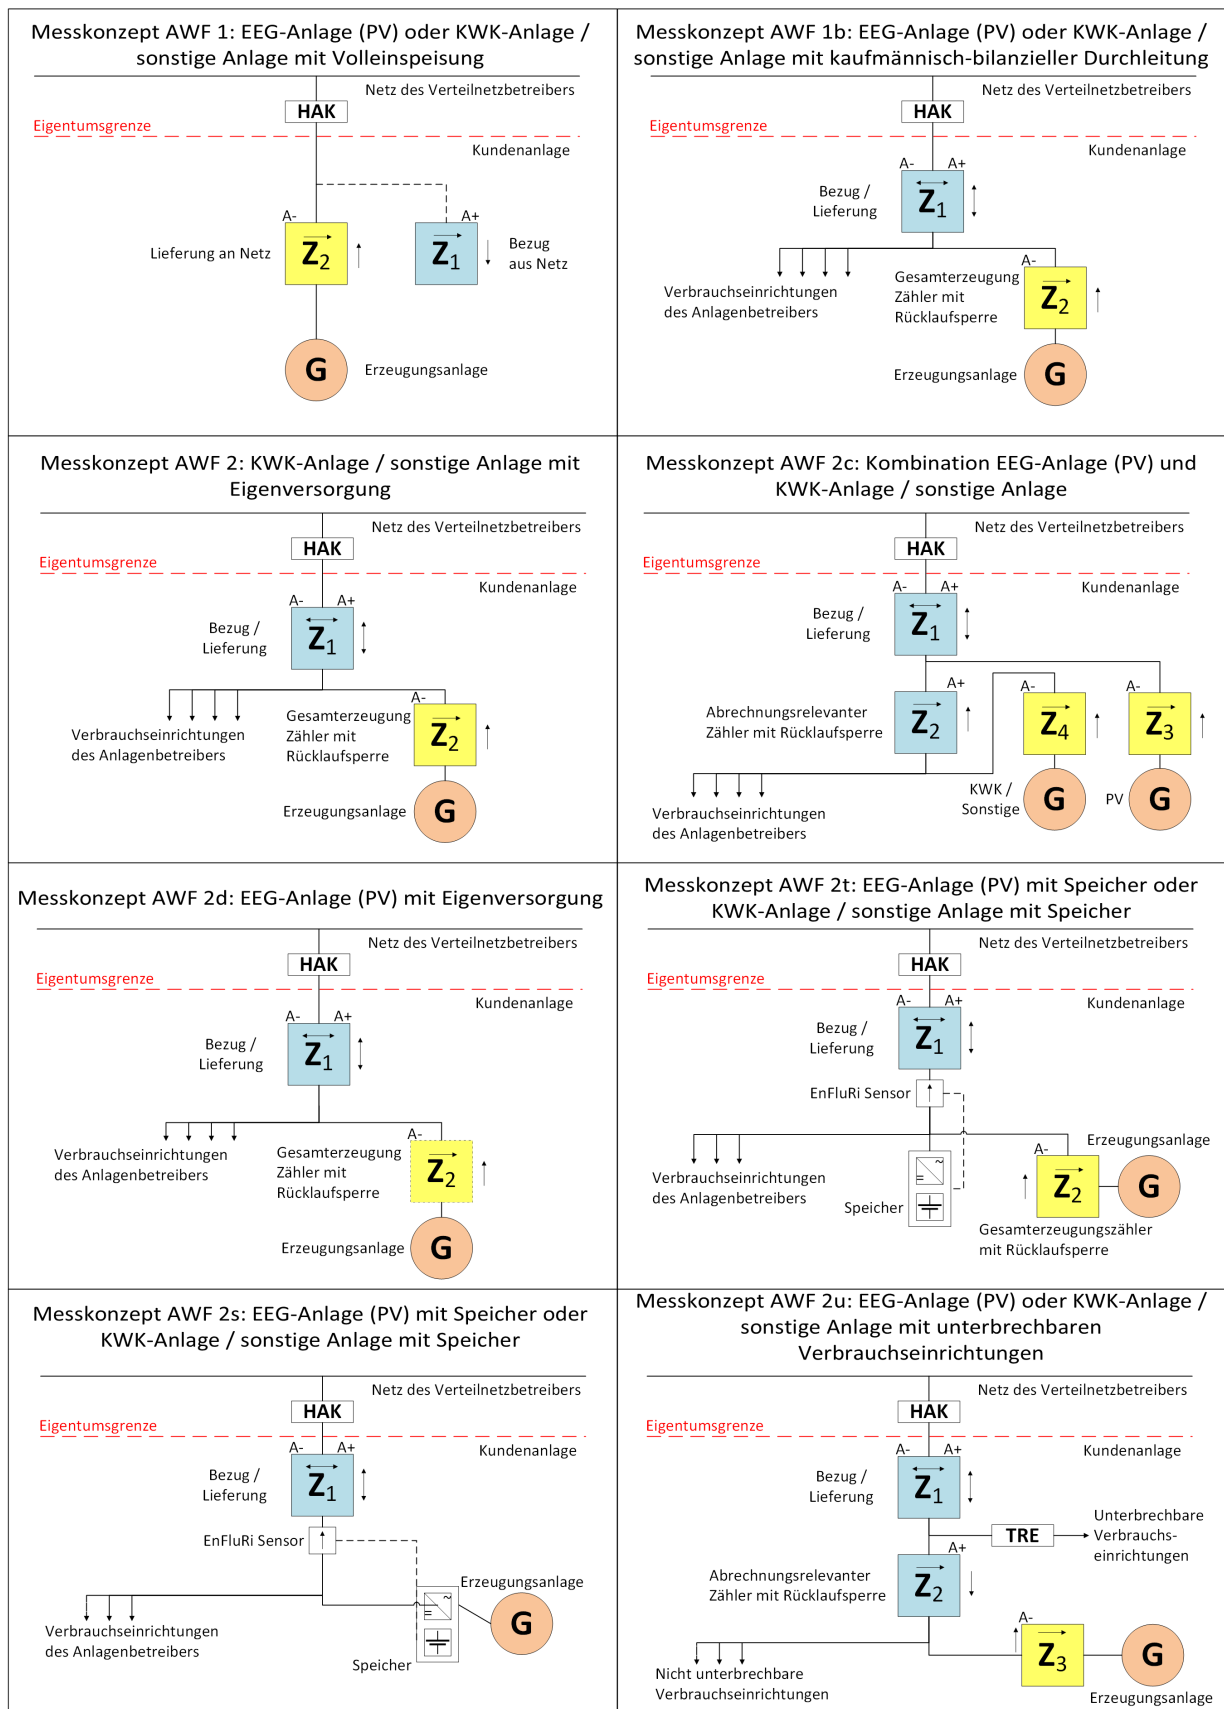 Messkonzept AWF 1: EEG-Anlage (PV) oder KWK-Anlage /
sonstige Anlage mit Volleinspeisung
Netz des Verteilnetzbetreibers
HAK
Eigentumsgrenze
Kundenanlage
A-
A+
Lieferung an Netz
Z2
Z1
Bezug
aus Netz
G
Erzeugungsanlage
Messkonzept AWF 1b: EEG-Anlage (PV) oder KWK-Anlage /
sonstige Anlage mit kaufmännisch-bilanzieller Durchleitung
Netz des Verteilnetzbetreibers
HAK
Eigentumsgrenze
Kundenanlage
A-
A+
Bezug /
Lieferung
Z1
Verbrauchseinrichtungen
des Anlagenbetreibers
Gesamterzeugung
Zähler mit
Rücklaufsperre
A-
Z2
Erzeugungsanlage
G
Messkonzept AWF 2: KWK-Anlage / sonstige Anlage mit
Eigenversorgung
Netz des Verteilnetzbetreibers
HAK
Eigentumsgrenze
Kundenanlage
A-
A+
Bezug /
Lieferung
Z1
Verbrauchseinrichtungen
des Anlagenbetreibers
Gesamterzeugung
Zähler mit
Rücklaufsperre
A-
Z2
Erzeugungsanlage
G
Messkonzept AWF 2c: Kombination EEG-Anlage (PV) und
KWK-Anlage / sonstige Anlage
Netz des Verteilnetzbetreibers
HAK
Eigentumsgrenze
Kundenanlage
A-
A+
Bezug /
Lieferung
Z1
A+
A-
A-
Abrechnungsrelevanter
Zähler mit Rücklaufsperre
Z2
Z4
Z3
Verbrauchseinrichtungen
des Anlagenbetreibers
KWK /
Sonstige
G
PV
G
Messkonzept AWF 2d: EEG-Anlage (PV) mit Eigenversorgung
Netz des Verteilnetzbetreibers
HAK
Eigentumsgrenze
Kundenanlage
A-
A+
Bezug /
Lieferung
Z1
Verbrauchseinrichtungen
des Anlagenbetreibers
Gesamterzeugung
Zähler mit
Rücklaufsperre
A-
Z2
Erzeugungsanlage
G
Messkonzept AWF 2t: EEG-Anlage (PV) mit Speicher oder
KWK-Anlage / sonstige Anlage mit Speicher
Netz des Verteilnetzbetreibers
HAK
Eigentumsgrenze
Kundenanlage
A-
A+
Bezug /
Lieferung
Z1
EnFluRi Sensor
Verbrauchseinrichtungen
des Anlagenbetreibers
Speicher
Erzeugungsanlage
A-
Z2
G
Gesamterzeugungszähler
mit Rücklaufsperre
Messkonzept AWF 2s: EEG-Anlage (PV) mit Speicher oder
KWK-Anlage / sonstige Anlage mit Speicher
Netz des Verteilnetzbetreibers
HAK
Eigentumsgrenze
Kundenanlage
A-
A+
Bezug /
Lieferung
Z1
EnFluRi Sensor
Verbrauchseinrichtungen
des Anlagenbetreibers
Erzeugungsanlage
G
Speicher
Messkonzept AWF 2u: EEG-Anlage (PV) oder KWK-Anlage /
sonstige Anlage mit unterbrechbaren
Verbrauchseinrichtungen
Netz des Verteilnetzbetreibers
HAK
Eigentumsgrenze
Kundenanlage
A-
A+
Bezug /
Lieferung
Z1
TRE
Unterbrechbare
Verbrauchs-
einrichtungen
A+
Abrechnungsrelevanter
Zähler mit Rücklaufsperre
Z2
Nicht unterbrechbare
Verbrauchseinrichtungen
A-
Z3
G
Erzeugungsanlage